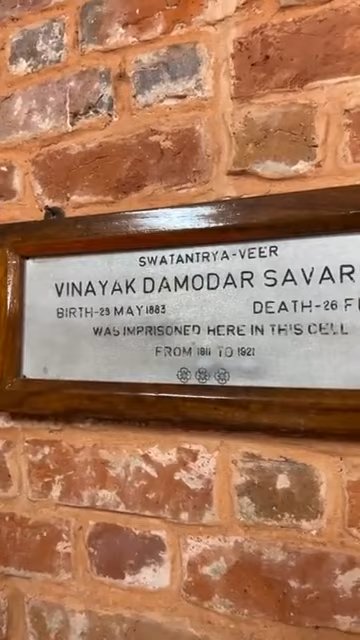 SWATANTRYA-VEER
VINAYAK DAMODAR SAVAR
BIRTH-28 MAY 1883 DEATH-26 F
WAS IMPRISONED HERE IN THIS CELL
FROM 1911 TO 1921